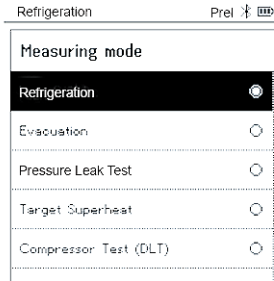 Refrigeration Prel
Measuring mode
Refrigeration
Evacuation
Pressure Leak Test
Target Superheat
Compressor Test (DLT)